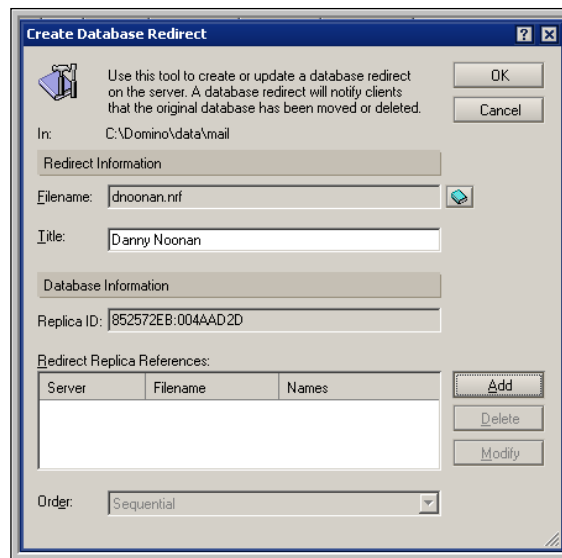 Create Database Redirect
Use this tool to create or update a database redirect
on the server. A database redirect will notify clients
that the original database has been moved or deleted.
OK
Cancel
In: C:\Domino\data\mail
Redirect Information
Filename: dnoonan.nrf
Title: Danny Noonan
Database Information
Replica ID: 852572EB:004AAD2D
Redirect Replica References:
Server Filename Names
Add
Delete
Modify
Order: Sequential